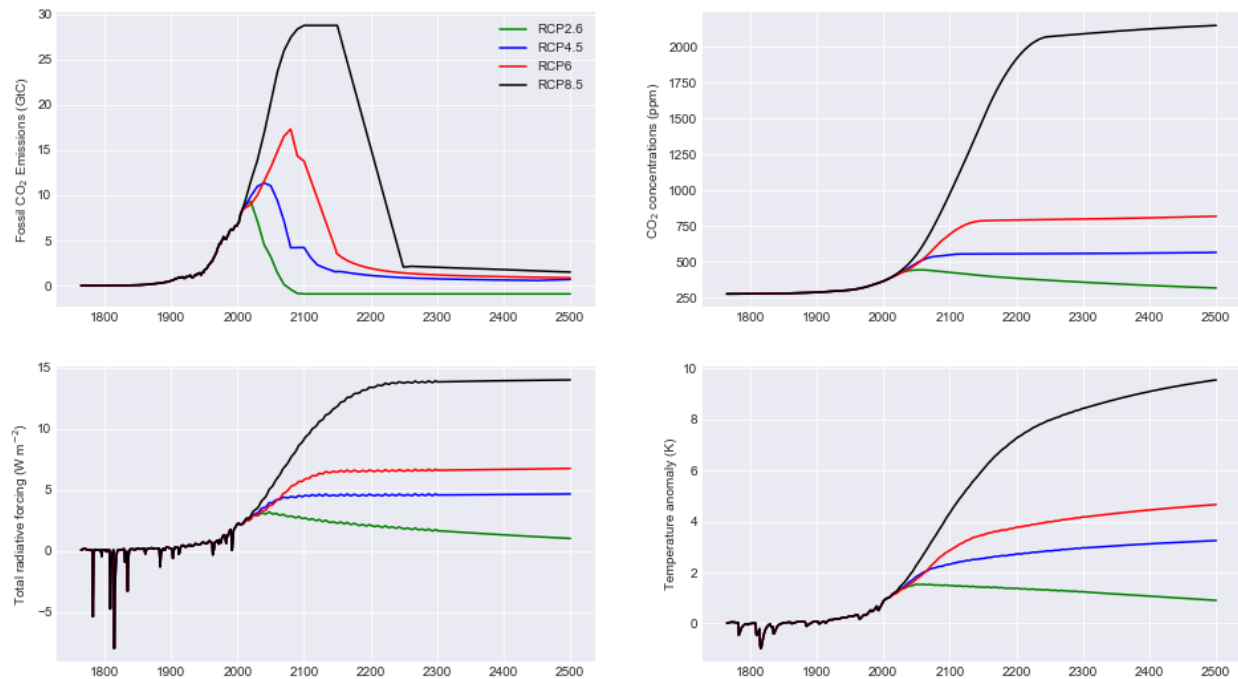 30
25
20
15
10
5
0
Fossil CO₂ Emissions (GtC)
RCP2.6
RCP4.5
RCP6
RCP8.5
1800 1900 2000 2100 2200 2300 2400 2500
2000
1750
1500
1250
1000
750
500
250
CO₂ concentrations (ppm)
1800 1900 2000 2100 2200 2300 2400 2500
15
10
5
0
−5
Total radiative forcing (W m⁻²)
1800 1900 2000 2100 2200 2300 2400 2500
10
8
6
4
2
0
Temperature anomaly (K)
1800 1900 2000 2100 2200 2300 2400 2500